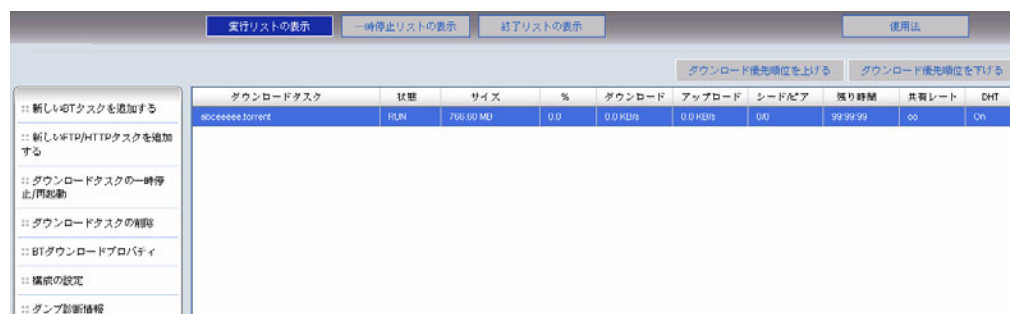 実行リストの表示 一時停止リストの表示 終了リストの表示 使用法
ダウンロード優先順位を上げる ダウンロード優先順位を下げる
ダウンロードタスク 状態 サイズ % ダウンロード アップロード シード/ピア 残り時間 共有レート DHT
abceeeee.torrent RUN 766.60 MB 0.0 0.0 KB/s 0.0 KB/s 0/0 99:99:99 oo On
:: 新しいBTタスクを追加する
:: 新しいFTP/HTTPタスクを追加
する
:: ダウンロードタスクの一時停
止/再起動
:: ダウンロードタスクの削除
:: BTダウンロードプロパティ
:: 構成の設定
:: ダンプ診断情報